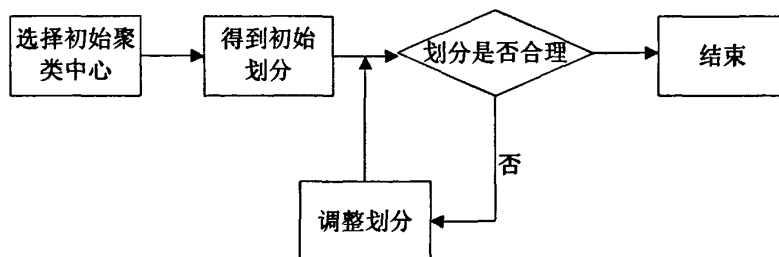 选择初始聚
类中心
得到初始
划分
划分是否合理
结束
否
调整划分